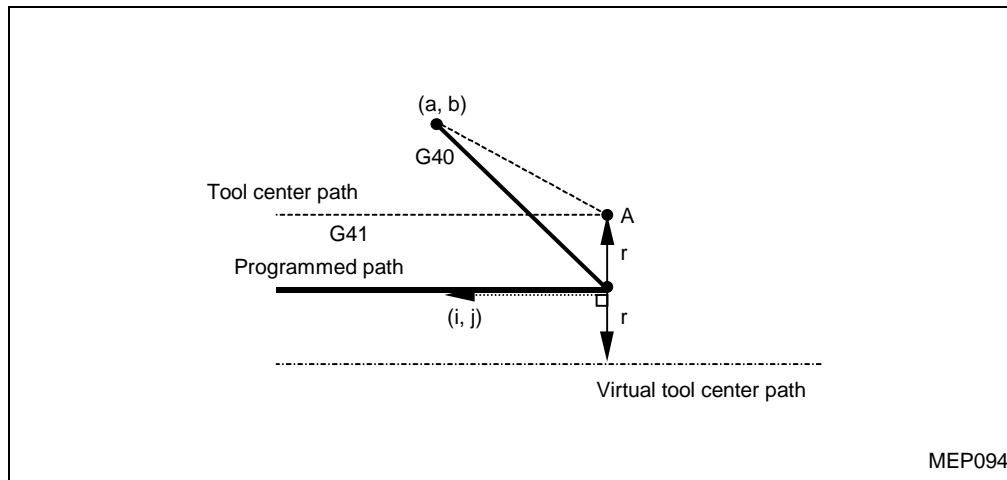 (a, b)
G40
Tool center path
A
G41
r
Programmed path
(i, j)
r
Virtual tool center path
MEP094